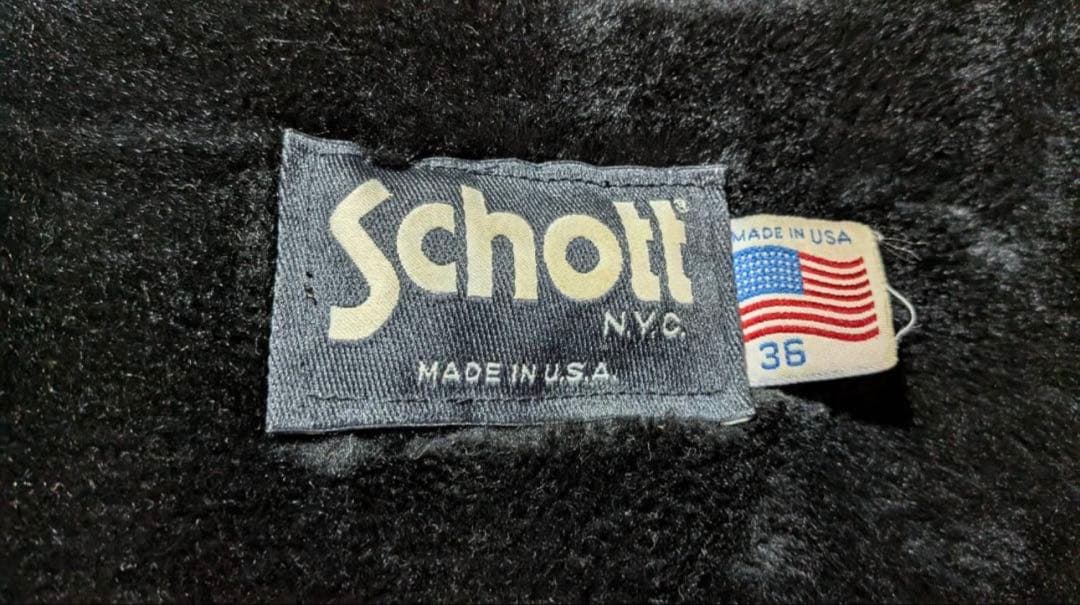 Schott®
N.Y.C.
MADE IN U.S.A.
MADE IN USA
36